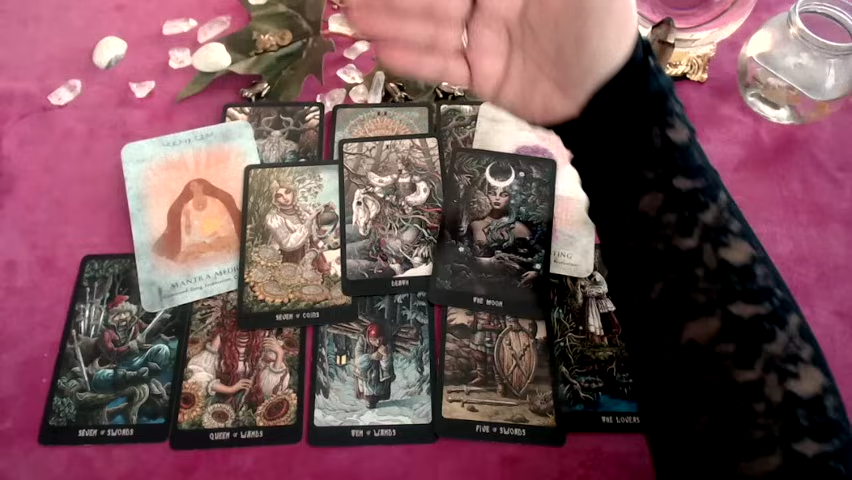 MANTRA
TING
SEVEN of COINS
DEATH
THE MOON
SEVEN of SWORDS
QUEEN of WANDS
TEN of WANDS
FIVE of SWORDS
THE LOVERS